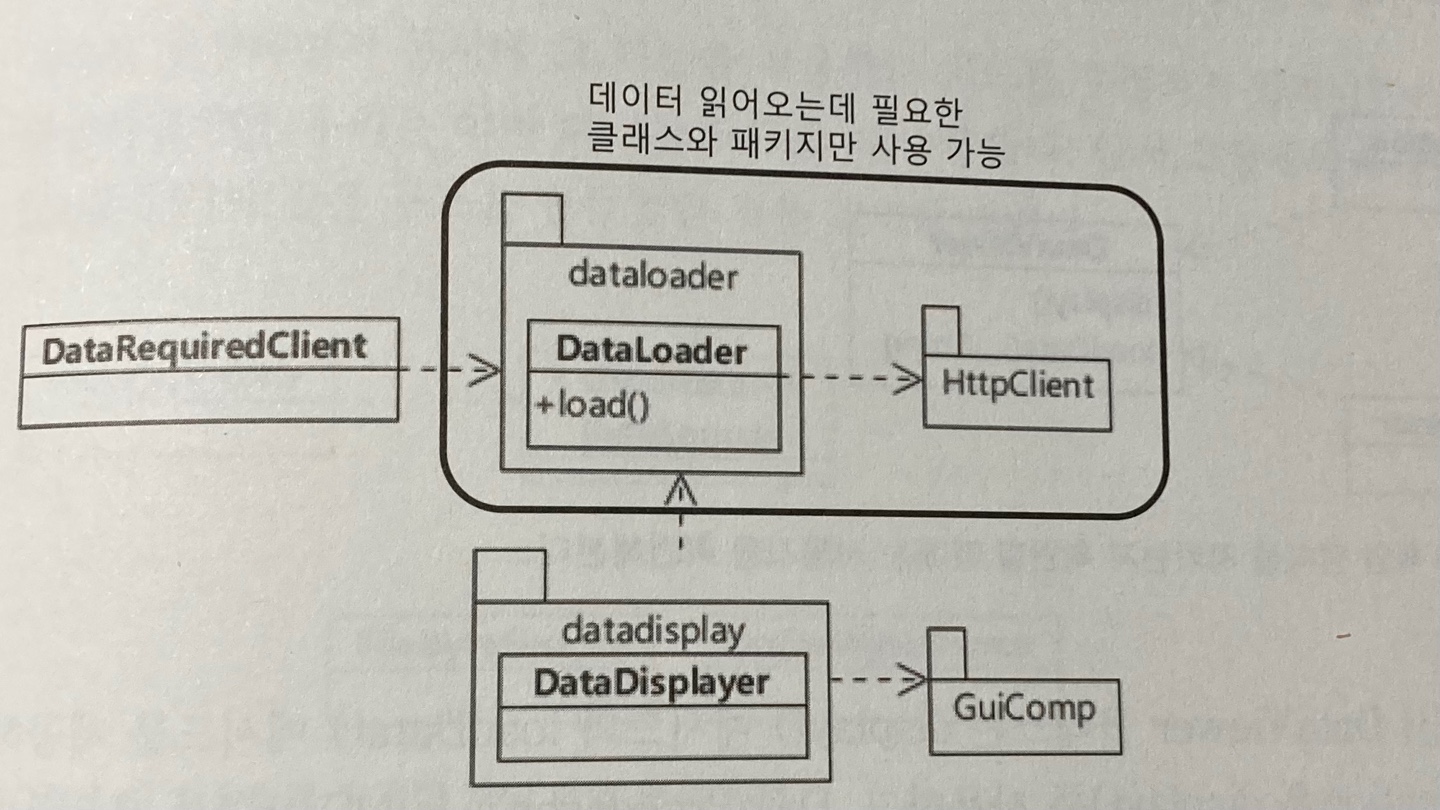 데이터 읽어오는데 필요한
클래스와 패키지만 사용 가능
dataloader
DataRequiredClient
DataLoader
+load()
HttpClient
datadisplay
DataDisplayer
GuiComp